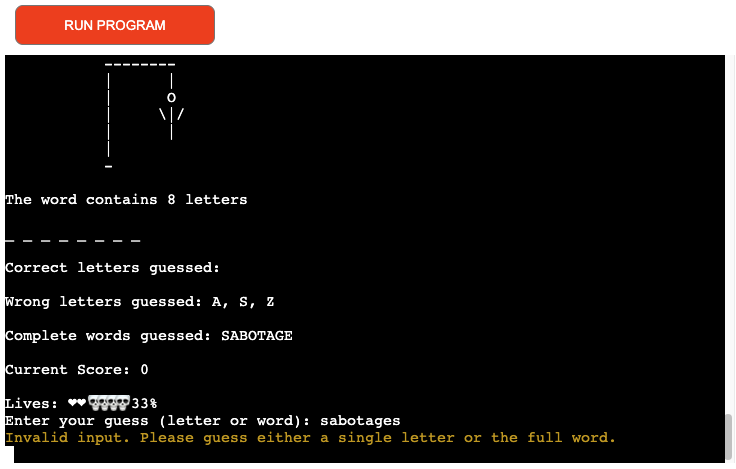 RUN PROGRAM
The word contains 8 letters
_ _ _ _ _ _ _ _
Correct letters guessed:
Wrong letters guessed: A, S, Z
Complete words guessed: SABOTAGE
Current Score: 0
Lives: ❤❤💀💀💀💀33%
Enter your guess (letter or word): sabotages
Invalid input. Please guess either a single letter or the full word.